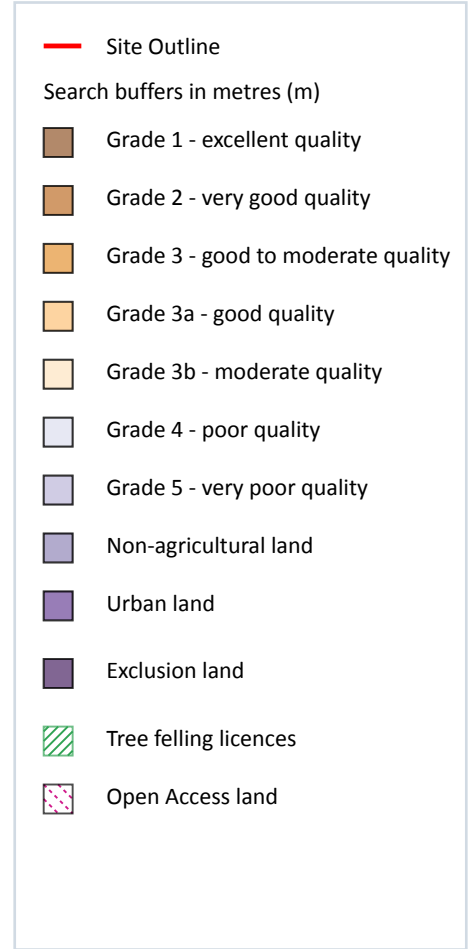 Site Outline
Search buffers in metres (m)
Grade 1 - excellent quality
Grade 2 - very good quality
Grade 3 - good to moderate quality
Grade 3a - good quality
Grade 3b - moderate quality
Grade 4 - poor quality
Grade 5 - very poor quality
Non-agricultural land
Urban land
Exclusion land
Tree felling licences
Open Access land